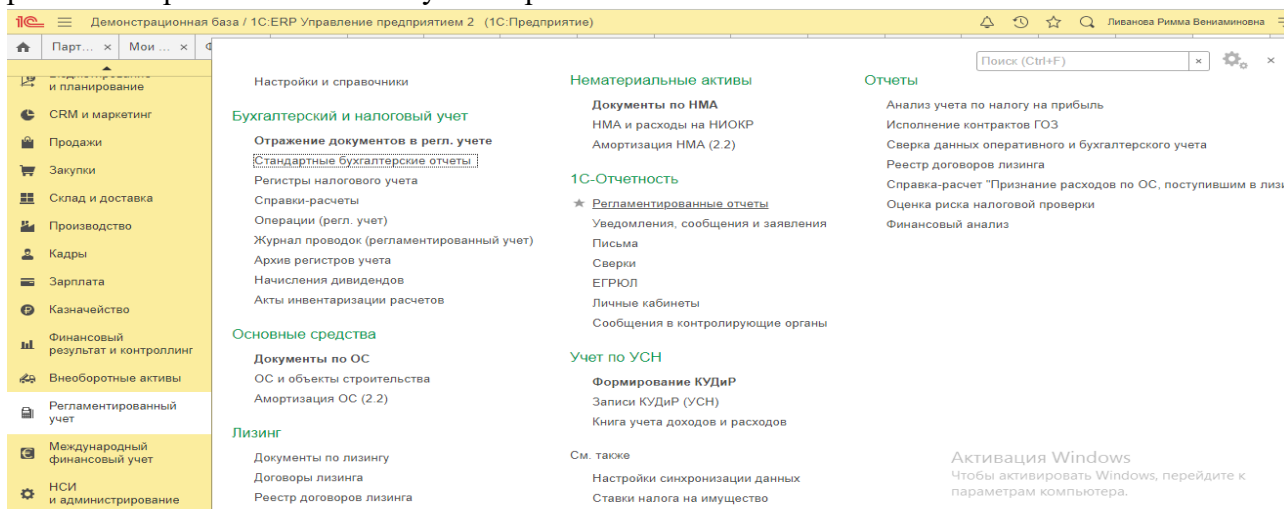 1С Демонстрационная база / 1С:ERP Управление предприятием 2 (1С:Предприятие) Ливанова Римма Вениаминовна
Парт... × Мои ... ×
Поиск (Ctrl+F) ×
и планирование
CRM и маркетинг
Продажи
Закупки
Склад и доставка
Производство
Кадры
Зарплата
Казначейство
Финансовый
результат и контроллинг
Внеоборотные активы
Регламентированный
учет
Международный
финансовый учет
НСИ
и администрирование
Настройки и справочники
Бухгалтерский и налоговый учет
Отражение документов в регл. учете
Стандартные бухгалтерские отчеты
Регистры налогового учета
Справки-расчеты
Операции (регл. учет)
Журнал проводок (регламентированный учет)
Архив регистров учета
Начисления дивидендов
Акты инвентаризации расчетов
Основные средства
Документы по ОС
ОС и объекты строительства
Амортизация ОС (2.2)
Лизинг
Документы по лизингу
Договоры лизинга
Реестр договоров лизинга
Нематериальные активы
Документы по НМА
НМА и расходы на НИОКР
Амортизация НМА (2.2)
1С-Отчетность
Регламентированные отчеты
Уведомления, сообщения и заявления
Письма
Сверки
ЕГРЮЛ
Личные кабинеты
Сообщения в контролирующие органы
Учет по УСН
Формирование КУДиР
Записи КУДиР (УСН)
Книга учета доходов и расходов
См. также
Настройки синхронизации данных
Ставки налога на имущество
Отчеты
Анализ учета по налогу на прибыль
Исполнение контрактов ГОЗ
Сверка данных оперативного и бухгалтерского учета
Реестр договоров лизинга
Справка-расчет "Признание расходов по ОС, поступившим в лизи
Оценка риска налоговой проверки
Финансовый анализ
Активация Windows
Чтобы активировать Windows, перейдите к
параметрам компьютера.